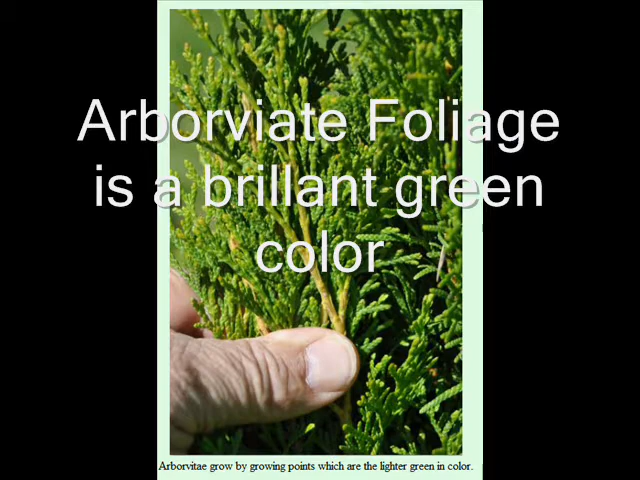 Arborviate Foliage
is a brillant green
color
Arborvitae grow by growing points which are the lighter green in color.